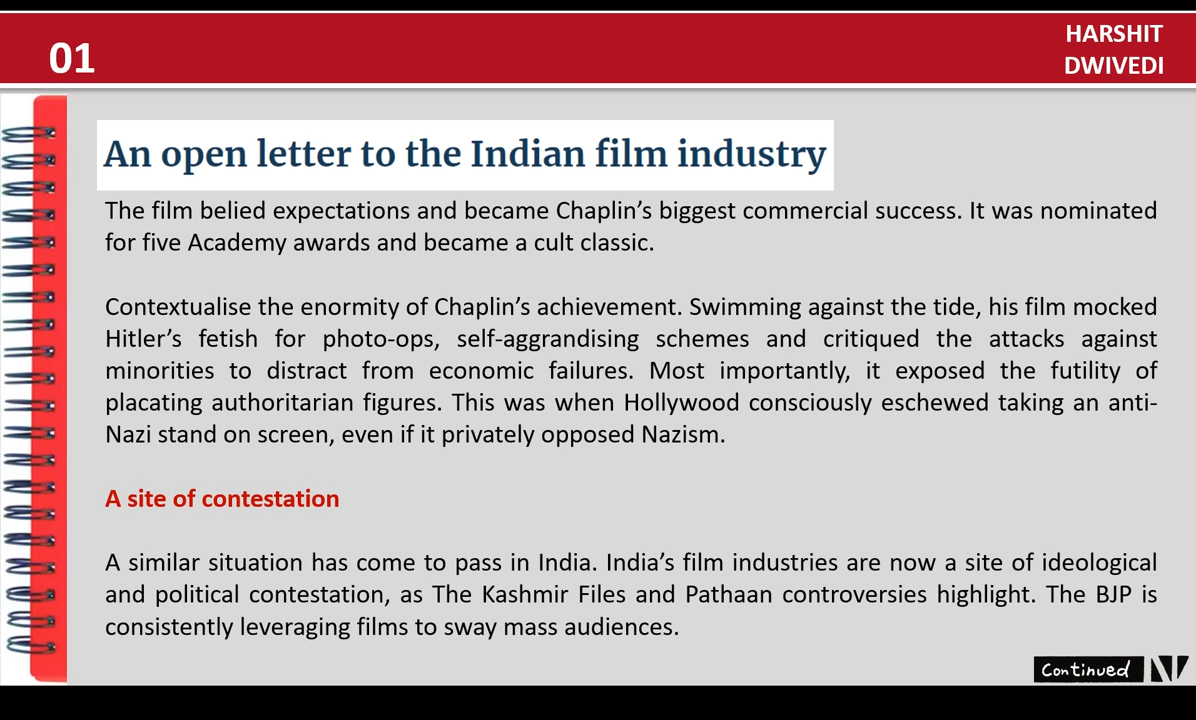 01
HARSHIT
DWIVEDI
An open letter to the Indian film industry
The film belied expectations and became Chaplin’s biggest commercial success. It was nominated
for five Academy awards and became a cult classic.
Contextualise the enormity of Chaplin’s achievement. Swimming against the tide, his film mocked
Hitler’s fetish for photo-ops, self-aggrandising schemes and critiqued the attacks against
minorities to distract from economic failures. Most importantly, it exposed the futility of
placating authoritarian figures. This was when Hollywood consciously eschewed taking an anti-
Nazi stand on screen, even if it privately opposed Nazism.
A site of contestation
A similar situation has come to pass in India. India’s film industries are now a site of ideological
and political contestation, as The Kashmir Files and Pathaan controversies highlight. The BJP is
consistently leveraging films to sway mass audiences.
Continued